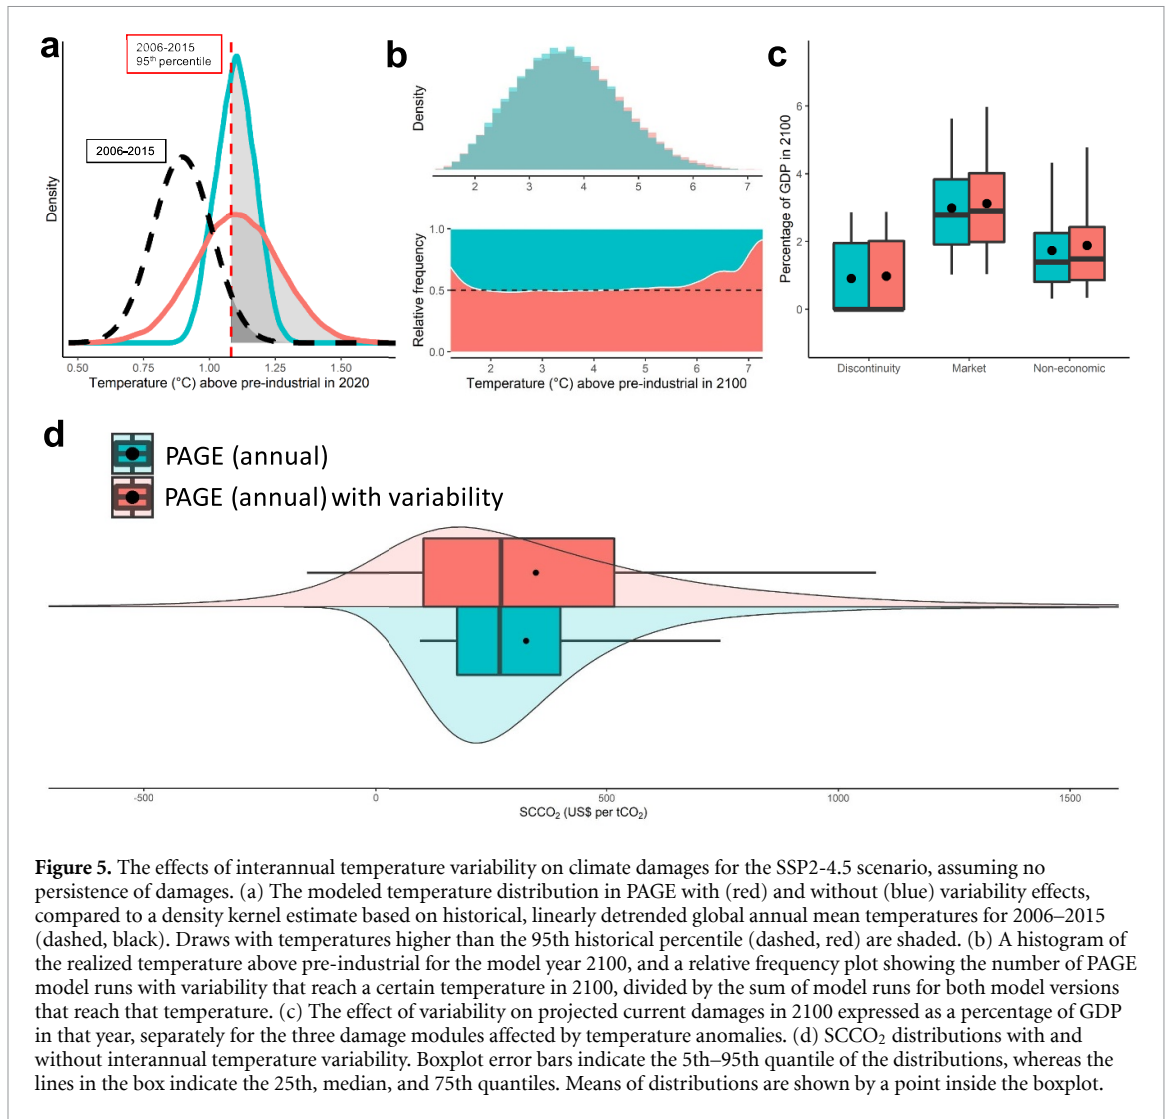 a
2006-2015
95th percentile
2006-2015
Density
0.50
0.75
1.00
1.25
1.50
Temperature (°C) above pre-industrial in 2020
b
Density
2
3
4
5
6
7
1.0
0.5
0.0
Relative frequency
2
3
4
5
6
7
Temperature (°C) above pre-industrial in 2100
c
Percentage of GDP in 2100
6
4
2
0
Discontinuity
Market
Non-economic
d
PAGE (annual)
PAGE (annual) with variability
-500
0
500
1000
1500
SCCO₂ (US$ per tCO₂)
Figure 5. The effects of interannual temperature variability on climate damages for the SSP2-4.5 scenario, assuming no
persistence of damages. (a) The modeled temperature distribution in PAGE with (red) and without (blue) variability effects,
compared to a density kernel estimate based on historical, linearly detrended global annual mean temperatures for 2006–2015
(dashed, black). Draws with temperatures higher than the 95th historical percentile (dashed, red) are shaded. (b) A histogram of
the realized temperature above pre-industrial for the model year 2100, and a relative frequency plot showing the number of PAGE
model runs with variability that reach a certain temperature in 2100, divided by the sum of model runs for both model versions
that reach that temperature. (c) The effect of variability on projected current damages in 2100 expressed as a percentage of GDP
in that year, separately for the three damage modules affected by temperature anomalies. (d) SCCO₂ distributions with and
without interannual temperature variability. Boxplot error bars indicate the 5th–95th quantile of the distributions, whereas the
lines in the box indicate the 25th, median, and 75th quantiles. Means of distributions are shown by a point inside the boxplot.